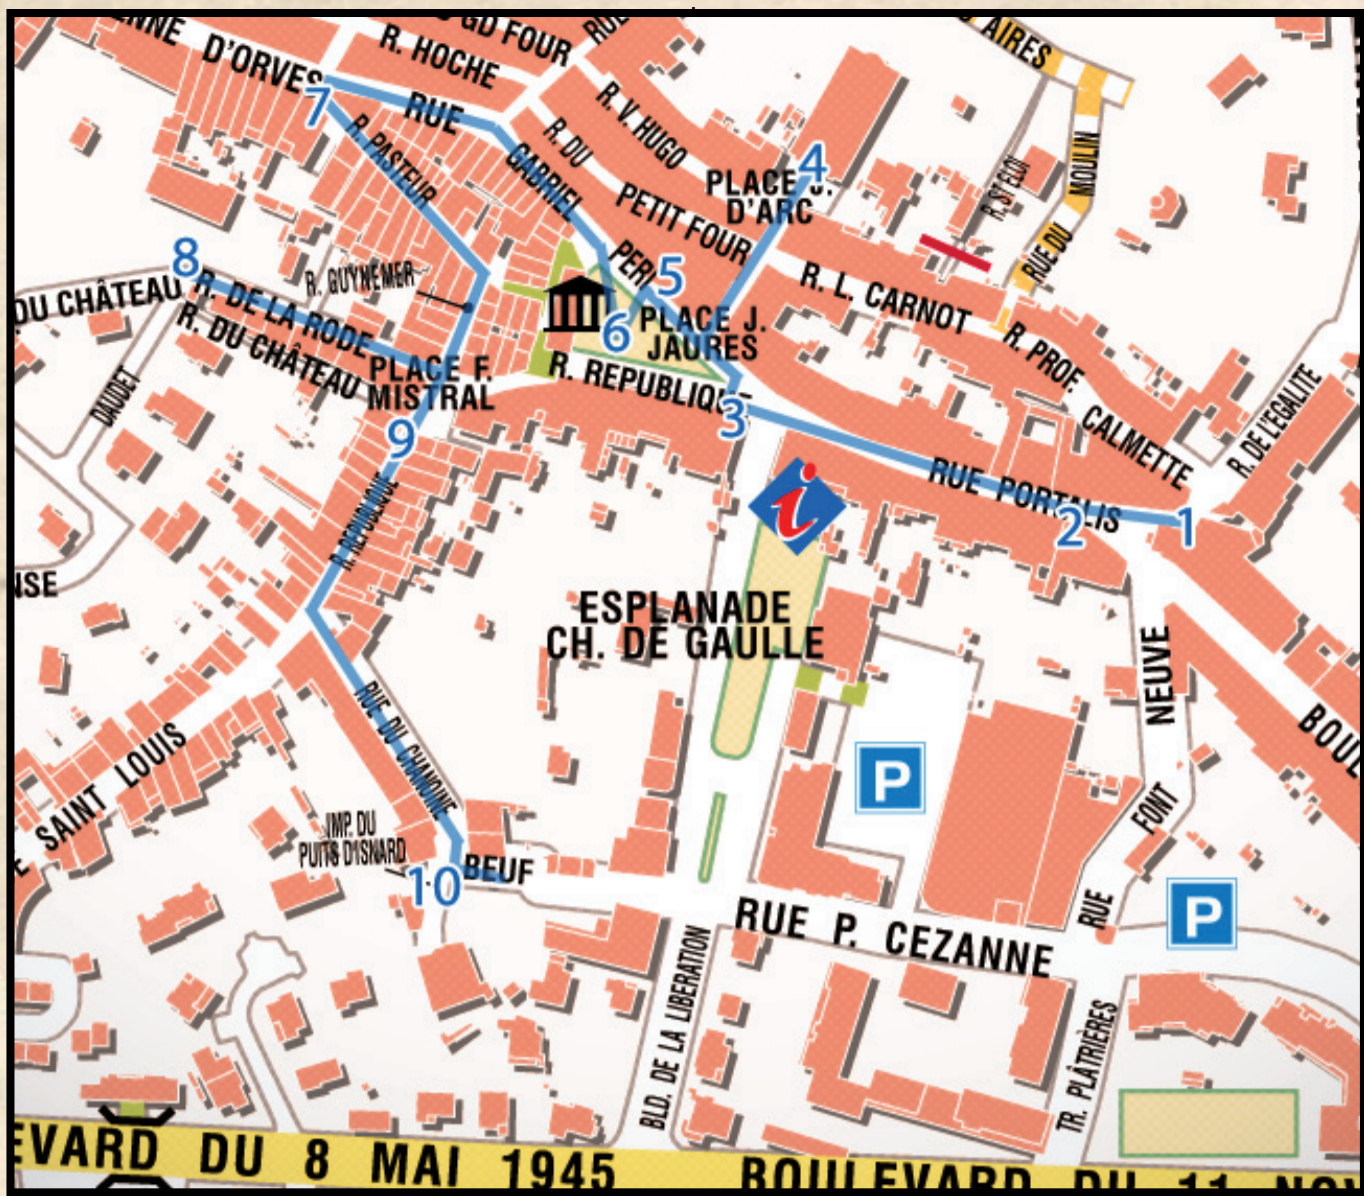 D'ORVES
GD FOUR
R. HOCHE
AIRES
RUE
GABRIEL
PERI
R. V. HUGO
R. DU
PETIT FOUR
R. PASTEUR
7
4
PLACE J.
D'ARC
R. ST ELOI
MOULIN
RUE DU
8
DU CHÂTEAU
R. GUYNEMER
5
6
PLACE J.
JAURES
R. L. CARNOT
R. PROF.
CALMETTE
R. DE L'EGALITE
R. DE LA RODE
R. DU CHÂTEAU
PLACE F.
MISTRAL
R. REPUBLIQUE
3
DAUDET
9
RUE PORTALIS
2
1
i
R. REPUBLIQUE
NSE
ESPLANADE
CH. DE GAULLE
NEUVE
FONT
RUE
BOUL
SAINT LOUIS
RUE DU CHANOINE
P
IMP. DU
PUITS D'ISNARD
10
BEUF
P
RUE P. CEZANNE
BLD. DE LA LIBERATION
TR. PLÂTRIÈRES
EVARD DU 8 MAI 1945
BOULEVARD DU 11 NOV